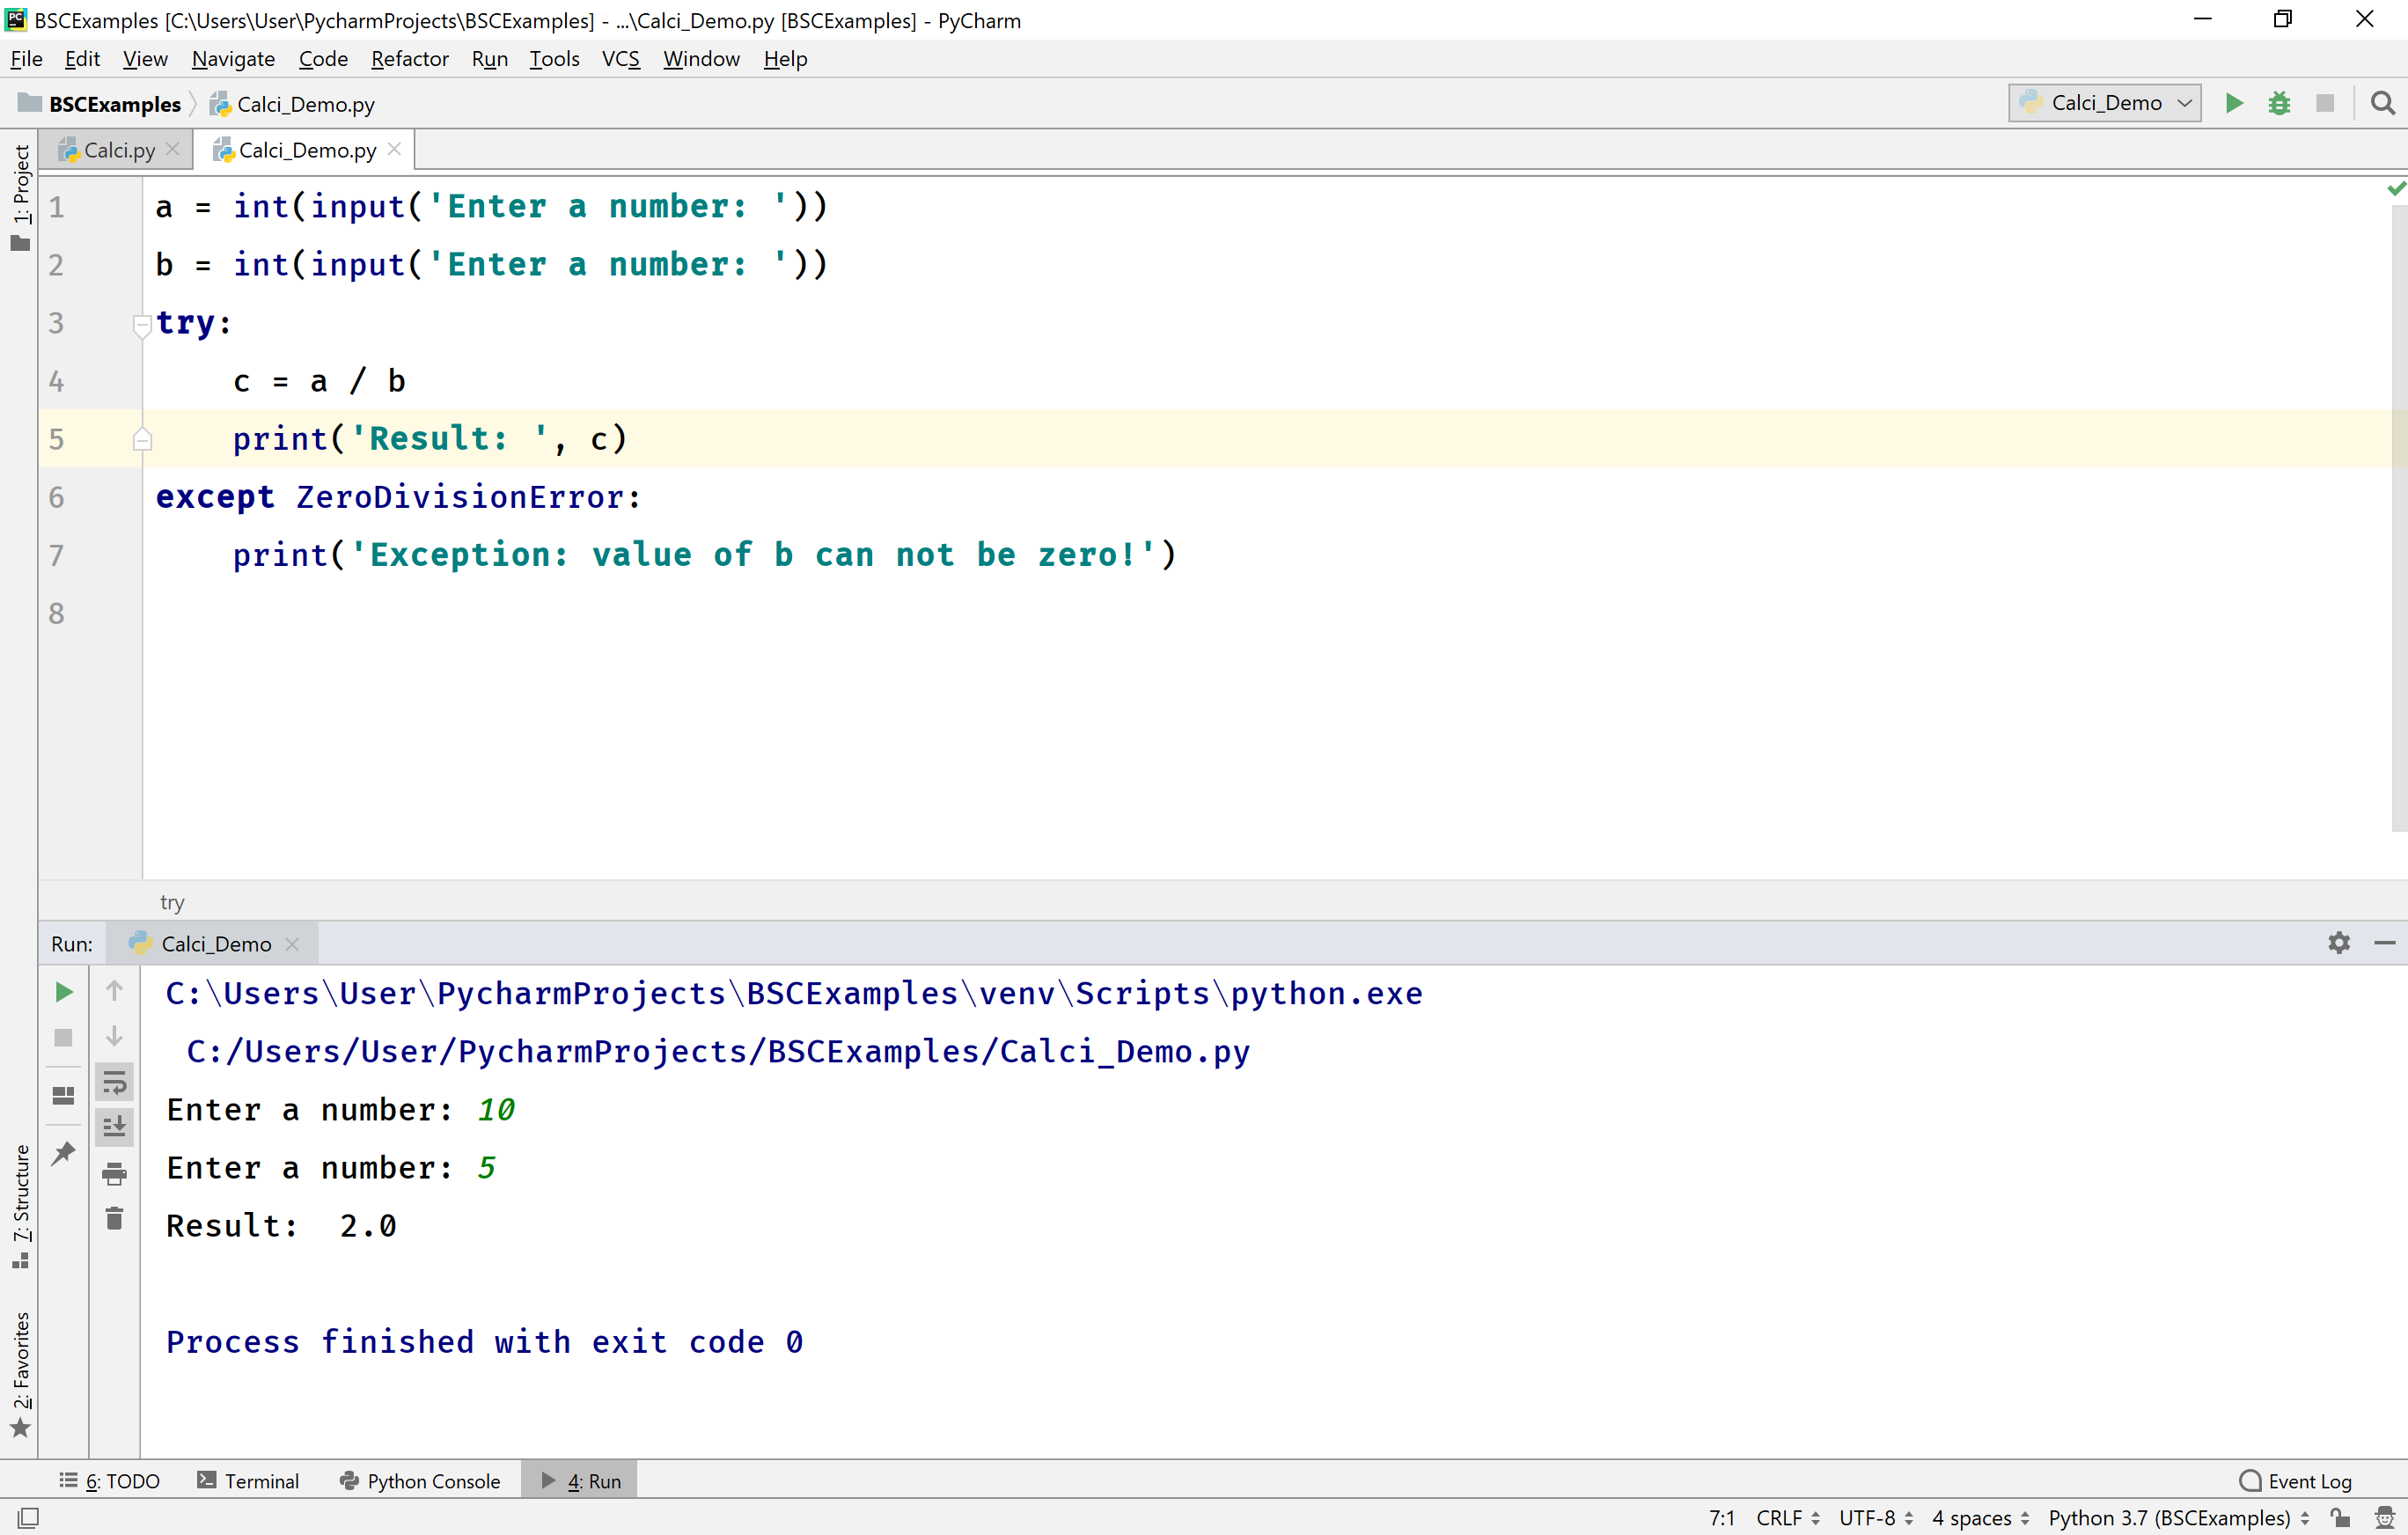 BSCExamples [C:\Users\User\PycharmProjects\BSCExamples] - ...\Calci_Demo.py [BSCExamples] - PyCharm
File Edit View Navigate Code Refactor Run Tools VCS Window Help
BSCExamples Calci_Demo.py Calci_Demo
1: Project
Calci.py Calci_Demo.py
1 a = int(input('Enter a number: '))
2 b = int(input('Enter a number: '))
3 try:
4     c = a / b
5     print('Result: ', c)
6 except ZeroDivisionError:
7     print('Exception: value of b can not be zero!')
8
try
Run: Calci_Demo
C:\Users\User\PycharmProjects\BSCExamples\venv\Scripts\python.exe
 C:/Users/User/PycharmProjects/BSCExamples/Calci_Demo.py
Enter a number: 10
Enter a number: 5
Result:  2.0
Process finished with exit code 0
7: Structure
2: Favorites
6: TODO Terminal Python Console 4: Run Event Log
7:1 CRLF UTF-8 4 spaces Python 3.7 (BSCExamples)